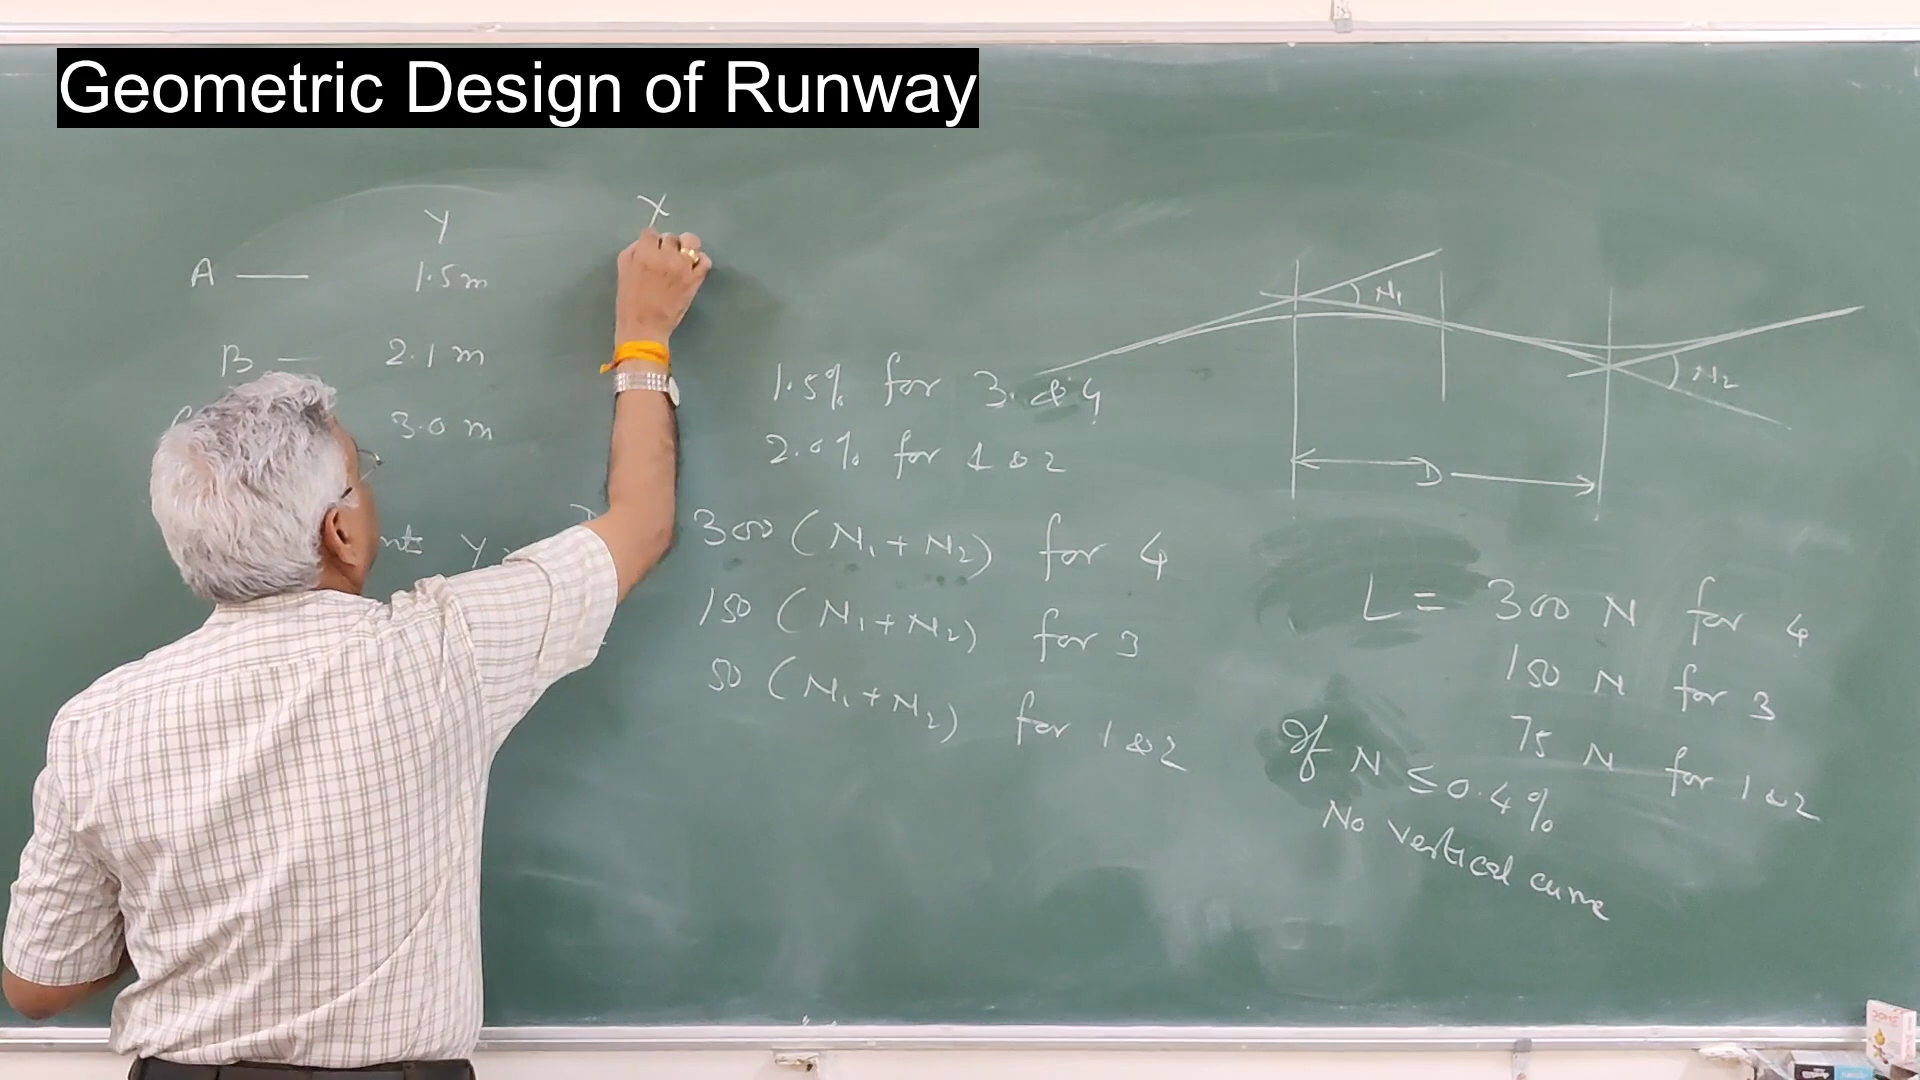 Geometric Design of Runway
Y X
A — 1.5 m
B — 2.1 m
3.0 m
1.5% for 3 & 4
2.0% for 1 & 2
300 (N₁ + N₂) for 4
150 (N₁ + N₂) for 3
50 (N₁ + N₂) for 1 & 2
N₁
N₂
D
L = 300 N for 4
150 N for 3
75 N for 1 & 2
If N ≤ 0.4%
No vertical curve